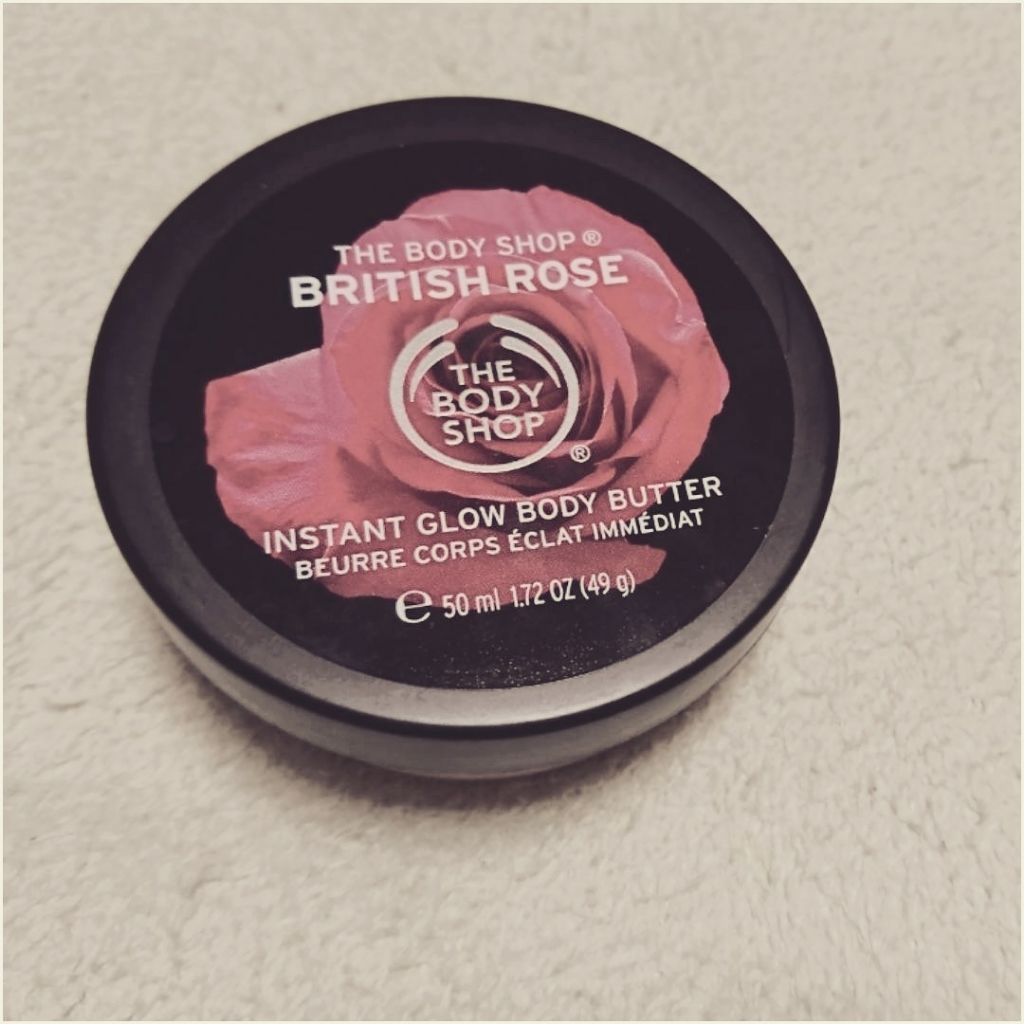 THE BODY SHOP ®
BRITISH ROSE
THE
BODY
SHOP
®
INSTANT GLOW BODY BUTTER
BEURRE CORPS ÉCLAT IMMÉDIAT
e 50 ml 1.72 OZ (49 g)